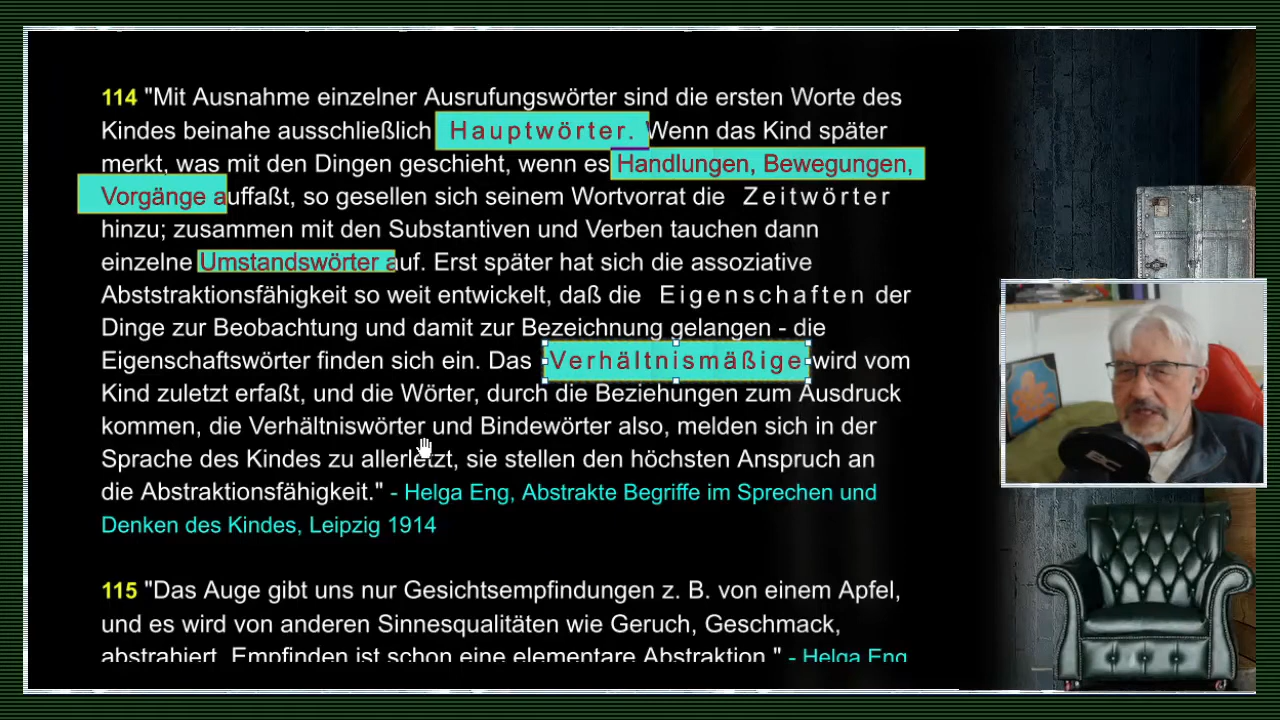 114 "Mit Ausnahme einzelner Ausrufungswörter sind die ersten Worte des
Kindes beinahe ausschließlich Hauptwörter. Wenn das Kind später
merkt, was mit den Dingen geschieht, wenn es Handlungen, Bewegungen,
Vorgänge auffaßt, so gesellen sich seinem Wortvorrat die Zeitwörter
hinzu; zusammen mit den Substantiven und Verben tauchen dann
einzelne Umstandswörter auf. Erst später hat sich die assoziative
Abststraktionsfähigkeit so weit entwickelt, daß die Eigenschaften der
Dinge zur Beobachtung und damit zur Bezeichnung gelangen - die
Eigenschaftswörter finden sich ein. Das Verhältnismäßige wird vom
Kind zuletzt erfaßt, und die Wörter, durch die Beziehungen zum Ausdruck
kommen, die Verhältniswörter und Bindewörter also, melden sich in der
Sprache des Kindes zu allerletzt, sie stellen den höchsten Anspruch an
die Abstraktionsfähigkeit." - Helga Eng, Abstrakte Begriffe im Sprechen und
Denken des Kindes, Leipzig 1914
115 "Das Auge gibt uns nur Gesichtsempfindungen z. B. von einem Apfel,
und es wird von anderen Sinnesqualitäten wie Geruch, Geschmack,
abstrahiert. Empfinden ist schon eine elementare Abstraktion." - Helga Eng